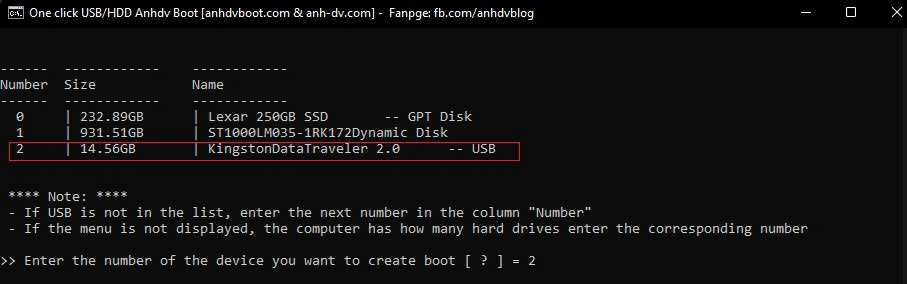 One click USB/HDD Anhdv Boot [anhdvboot.com & anh-dv.com] - Fanpge: fb.com/anhdvblog
------ ------------ ------------
Number Size Name
------ ------------ ------------
0 | 232.89GB | Lexar 250GB SSD -- GPT Disk
1 | 931.51GB | ST1000LM035-1RK172Dynamic Disk
2 | 14.56GB | KingstonDataTraveler 2.0 -- USB
**** Note: ****
- If USB is not in the list, enter the next number in the column "Number"
- If the menu is not displayed, the computer has how many hard drives enter the corresponding number
>> Enter the number of the device you want to create boot [ ? ] = 2